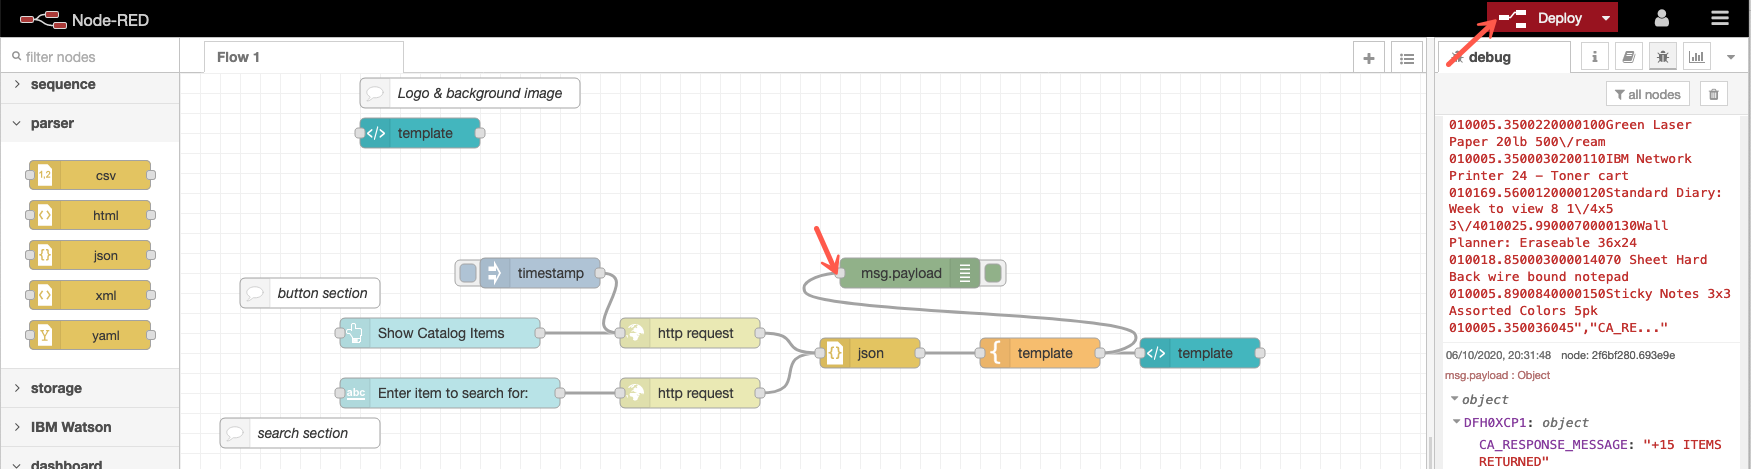 Node-RED
Deploy
filter nodes
Flow 1
debug
all nodes
sequence
parser
csv
html
json
xml
yaml
storage
IBM Watson
dashboard
Logo & background image
</> template
timestamp
msg.payload
button section
Show Catalog Items
http request
json
template
</> template
abc Enter item to search for:
http request
search section
010005.3500220000100Green Laser
Paper 20lb 500\/ream
010005.3500030200110IBM Network
Printer 24 – Toner cart
010169.5600120000120Standard Diary:
Week to view 8 1\/4x5
3\/4010025.9900070000130Wall
Planner: Eraseable 36x24
010018.850003000014070 Sheet Hard
Back wire bound notepad
010005.8900840000150Sticky Notes 3x3
Assorted Colors 5pk
010005.350036045","CA_RE..."
06/10/2020, 20:31:48 node: 2f6bf280.693e9e
msg.payload : Object
object
DFH0XCP1: object
CA_RESPONSE_MESSAGE: "+15 ITEMS
RETURNED"